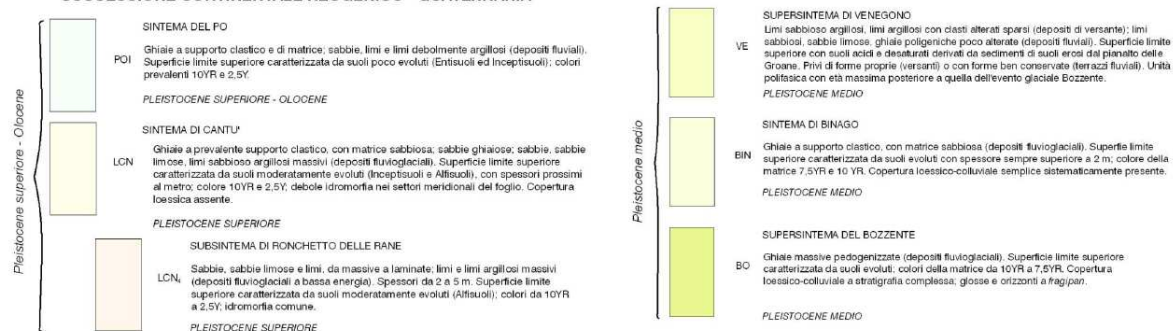 SUCCESSIONE CONTINENTALE NEOGENICO - QUATERNARIA
Pleistocene superiore - Olocene
SINTEMA DEL PO
POI
Ghiaie a supporto clastico e di matrice; sabbie, limi e limi debolmente argillosi (depositi fluviali).
Superficie limite superiore caratterizzata da suoli poco evoluti (Entisuoli ed Inceptisuoli); colori
prevalenti 10YR e 2,5Y.
PLEISTOCENE SUPERIORE - OLOCENE
SINTEMA DI CANTU'
LCN
Ghiaie a prevalente supporto clastico, con matrice sabbiosa; sabbie ghiaiose; sabbie, sabbie
limose, limi sabbioso argillosi massivi (depositi fluvioglaciali). Superficie limite superiore
caratterizzata da suoli moderatamente evoluti (Inceptisuoli e Alfisuoli), con spessori prossimi
al metro; colore 10YR e 2,5Y; debole idromorfia nei settori meridionali del foglio. Copertura
loessica assente.
PLEISTOCENE SUPERIORE
SUBSINTEMA DI RONCHETTO DELLE RANE
LCN
Sabbie, sabbie limose e limi, da massive a laminate; limi e limi argillosi massivi
(depositi fluvioglaciali a bassa energia). Spessori da 2 a 5 m. Superficie limite
superiore caratterizzata da suoli moderatamente evoluti (Alfisuoli); colori da 10YR
a 2,5Y; idromorfia comune.
PLEISTOCENE SUPERIORE
Pleistocene medio
SUPERSINTEMA DI VENEGONO
VE
Limi sabbioso argillosi, limi argillosi con clasti alterati sparsi (depositi di versante); limi
sabbiosi, sabbie limose, ghiaie poligeniche poco alterate (depositi fluviali). Superficie limite
superiore con suoli acidi e desaturati derivati da sedimenti di suoli erosi dal pianalto delle
Groane. Privi di forme proprie (versanti) o con forme ben conservate (terrazzi fluviali). Unità
polifasica con età massima posteriore a quella dell'evento glaciale Bozzente.
PLEISTOCENE MEDIO
SINTEMA DI BINAGO
BIN
Ghiaie a supporto clastico, con matrice sabbiosa (depositi fluvioglaciali). Superfie limite
superiore caratterizzata da suoli evoluti con spessore sempre superiore a 2 m; colore della
matrice 7,5YR e 10 YR. Copertura loessico-colluviale semplice sistematicamente presente.
PLEISTOCENE MEDIO
SUPERSINTEMA DEL BOZZENTE
BO
Ghiaie massive pedogenizzate (depositi fluvioglaciali). Superficie limite superiore
caratterizzata da suoli evoluti; colori della matrice da 10YR a 7,5YR. Copertura
loessico-colluviale a stratigrafia complessa; glosse e orizzonti a fragipan.
PLEISTOCENE MEDIO